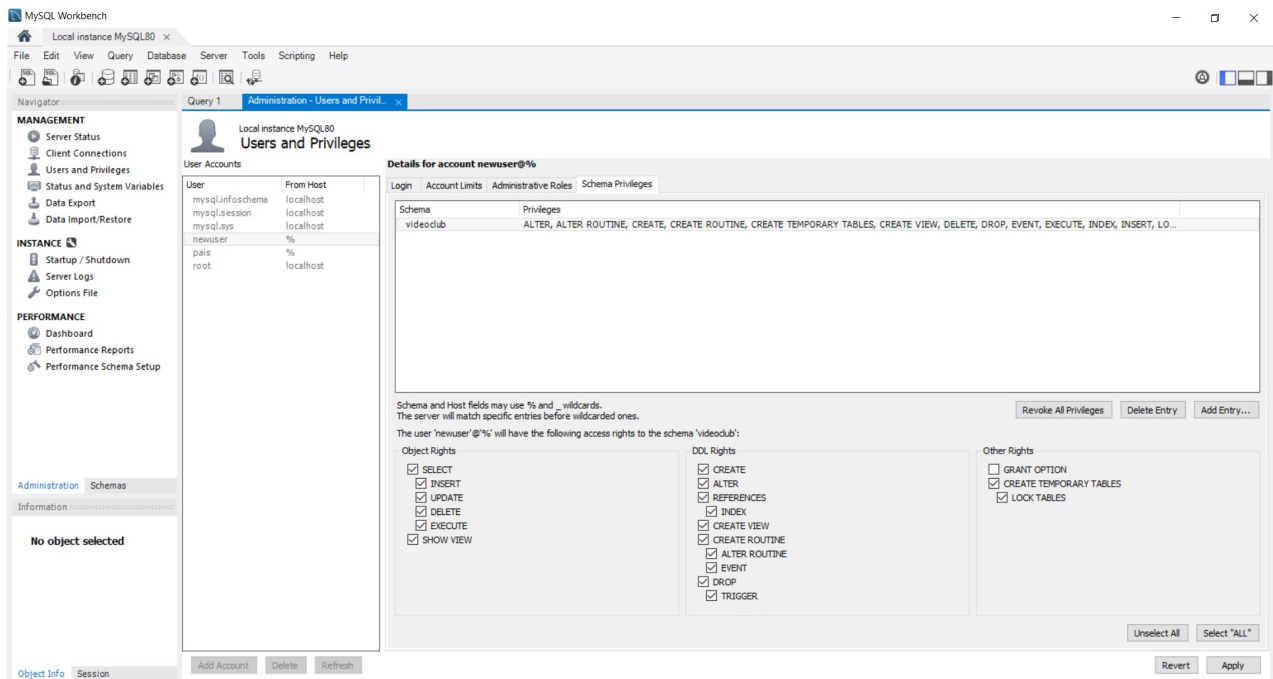 MySQL Workbench
Local instance MySQL80
File Edit View Query Database Server Tools Scripting Help
Navigator
MANAGEMENT
Server Status
Client Connections
Users and Privileges
Status and System Variables
Data Export
Data Import/Restore
INSTANCE
Startup / Shutdown
Server Logs
Options File
PERFORMANCE
Dashboard
Performance Reports
Performance Schema Setup
Administration Schemas
Information
No object selected
Object Info Session
Query 1 Administration - Users and Privil...
Local instance MySQL80
Users and Privileges
User Accounts
User From Host
mysql.infoschema localhost
mysql.session localhost
mysql.sys localhost
newuser %
pais %
root localhost
Add Account Delete Refresh
Details for account newuser@%
Login Account Limits Administrative Roles Schema Privileges
Schema Privileges
videoclub ALTER, ALTER ROUTINE, CREATE, CREATE ROUTINE, CREATE TEMPORARY TABLES, CREATE VIEW, DELETE, DROP, EVENT, EXECUTE, INDEX, INSERT, LO...
Schema and Host fields may use % and _ wildcards.
The server will match specific entries before wildcarded ones.
Revoke All Privileges Delete Entry Add Entry...
The user 'newuser'@'%' will have the following access rights to the schema 'videoclub':
Object Rights
SELECT
INSERT
UPDATE
DELETE
EXECUTE
SHOW VIEW
DDL Rights
CREATE
ALTER
REFERENCES
INDEX
CREATE VIEW
CREATE ROUTINE
ALTER ROUTINE
EVENT
DROP
TRIGGER
Other Rights
GRANT OPTION
CREATE TEMPORARY TABLES
LOCK TABLES
Unselect All Select "ALL"
Revert Apply